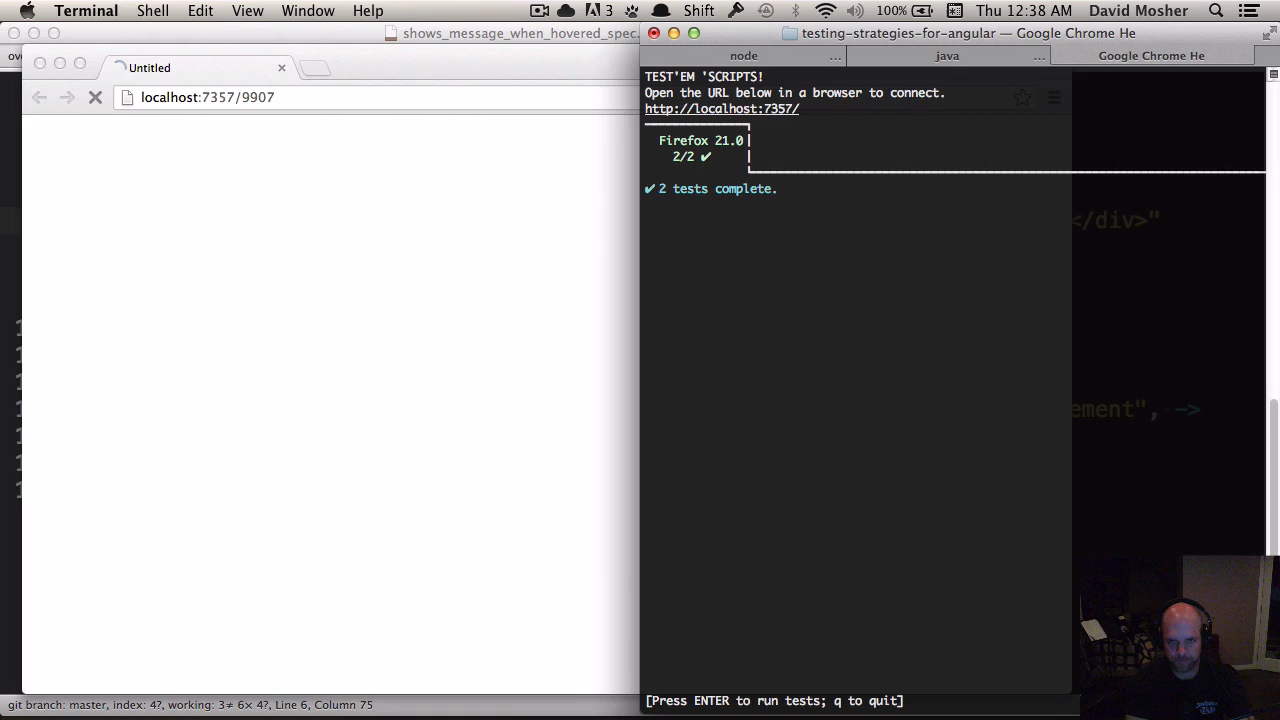 Terminal Shell Edit View Window Help
3 Shift 100% Thu 12:38 AM David Mosher
shows_message_when_hovered_spec.
testing-strategies-for-angular — Google Chrome He
ov
Untitled
node ... java ... Google Chrome He
localhost:7357/9907
TEST'EM 'SCRIPTS!
Open the URL below in a browser to connect.
http://localhost:7357/
Firefox 21.0
2/2 ✔
✔ 2 tests complete.
</div>"
ement", ->
[Press ENTER to run tests; q to quit]
git branch: master, index: 4?, working: 3≠ 6× 4?, Line 6, Column 75